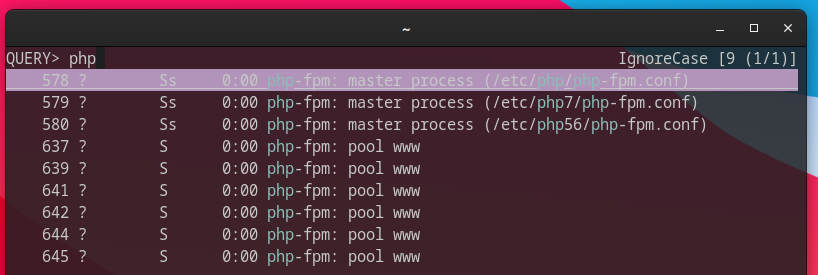 ~
QUERY> php IgnoreCase [9 (1/1)]
578 ? Ss 0:00 php-fpm: master process (/etc/php/php-fpm.conf)
579 ? Ss 0:00 php-fpm: master process (/etc/php7/php-fpm.conf)
580 ? Ss 0:00 php-fpm: master process (/etc/php56/php-fpm.conf)
637 ? S 0:00 php-fpm: pool www
639 ? S 0:00 php-fpm: pool www
641 ? S 0:00 php-fpm: pool www
642 ? S 0:00 php-fpm: pool www
644 ? S 0:00 php-fpm: pool www
645 ? S 0:00 php-fpm: pool www